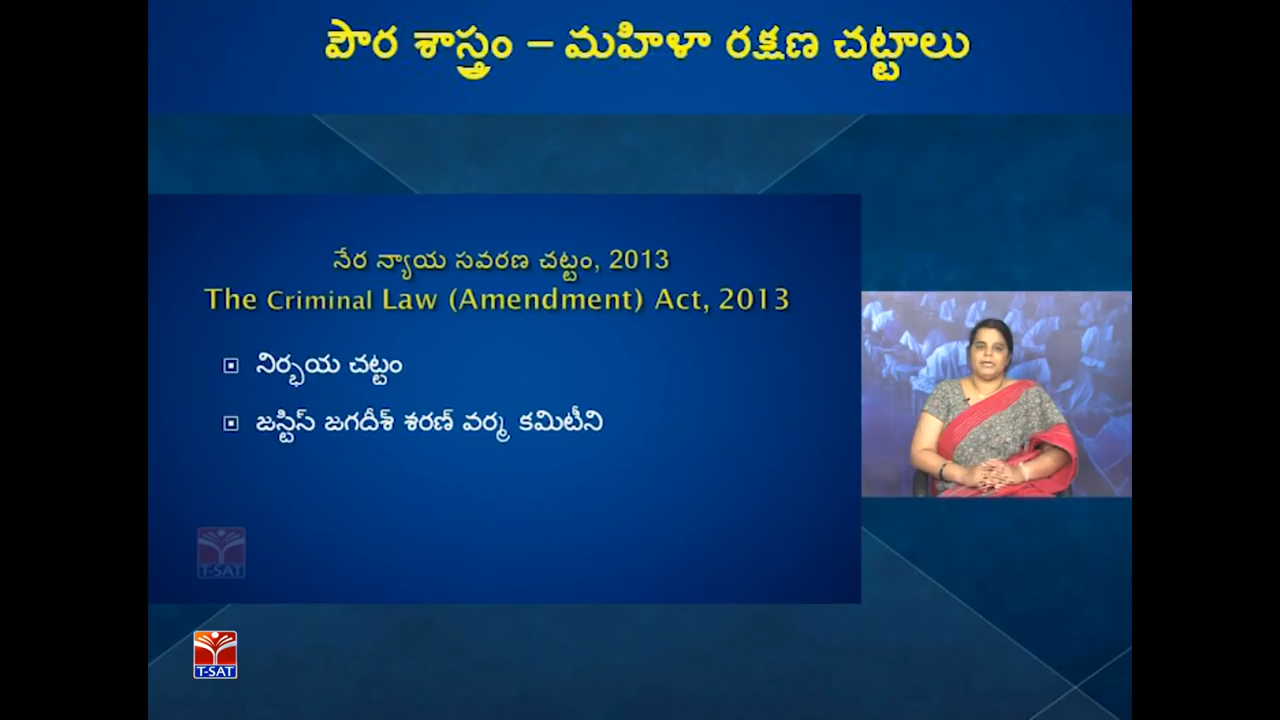 పౌర శాస్త్రం – మహిళా రక్షణ చట్టాలు
నేర న్యాయ సవరణ చట్టం, 2013
The Criminal Law (Amendment) Act, 2013
నిర్భయ చట్టం
జస్టిస్ జగదీశ్ శరణ్ వర్మ కమిటీని
T-SAT
T-SAT